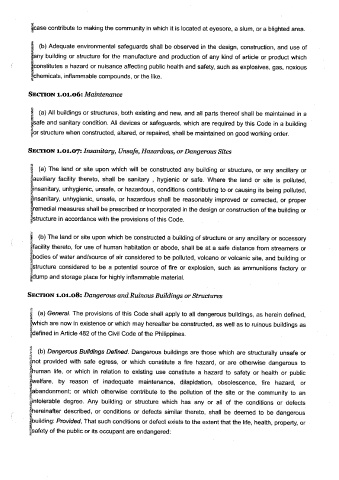 case contribute to making the community in which it is located at eyesore, a slum, or a blighted area.
(b) Adequate environmental safeguards shall be observed in the design, construction, and use of
any building or structure for the manufacture and production of any kind of article or product which
constitutes a hazard or nuisance affecting public health and safety, such as explosives, gas, noxious
chemicals, inflammable compounds, or the like.
SECTION 1.01.06: Maintenance
(a) All buildings or structures, both existing and new, and all parts thereof shall be maintained in a
safe and sanitary condition. All devices or safeguards, which are required by this Code in a building
or structure when constructed, altered, or repaired, shall be maintained on good working order.
SECTION 1.01.07: Insanitary, Unsafe, Hazardous, or Dangerous Sites
(a) The land or site upon which will be constructed any building or structure, or any ancillary or
auxiliary facility thereto, shall be sanitary , hygienic or safe. Where the land or site is polluted,
insanitary, unhygienic, unsafe, or hazardous, conditions contributing to or causing its being polluted,
insanitary, unhygianic, unsafe, or hazardous shall be reasonably improved or corrected, or proper
remedial measures shall be prescribed or incorporated in the design or construction of the building or
structure in accordance with the provisions of this Code.
(b) The land or site upon which be constructed a building of structure or any ancillary or accessory
facility thereto, for use of human habitation or abode, shall be at a safe distance from streamers or
bodies of water and/source of air considered to be polluted, volcano or volcanic site, and building or
structure considered to be a potential source of fire or explosion, such as ammunitions factory or
dump and storage place for highly inflammable material.
SECTION 1.01.08: Dangerous and Ruinous Buildings or Structures
(a) General. The provisions of this Code shall apply to all dangerous buildings, as herein defined,
which are now in existence or which may hereafter be constructed, as well as to ruinous buildings as
defined in Article 482 of the Civil Code of the Philippines.
(b) Dangerous Buildings Defined. Dangerous buildings are those which are structurally unsafe or
not provided with safe egress, or which constitute a fire hazard, or are otherwise dangerous to
human life, or which in relation to existing use constitute a hazard to safety or health or public
welfare, by reason of inadequate maintenance, dilapidation, obsolescence, fire hazard, or
abandonment; or which otherwise contribute to the pollution of the site or the community to an
intolerable degree. Any building or structure which has any or all of the conditions or defects
hereinafter described, or conditions or defects similar thereto, shall be deemed to be dangerous
building: Provided, That such conditions or defect exists to the extent that the life, health, property, or
safety of the public or its occupant are endangered: